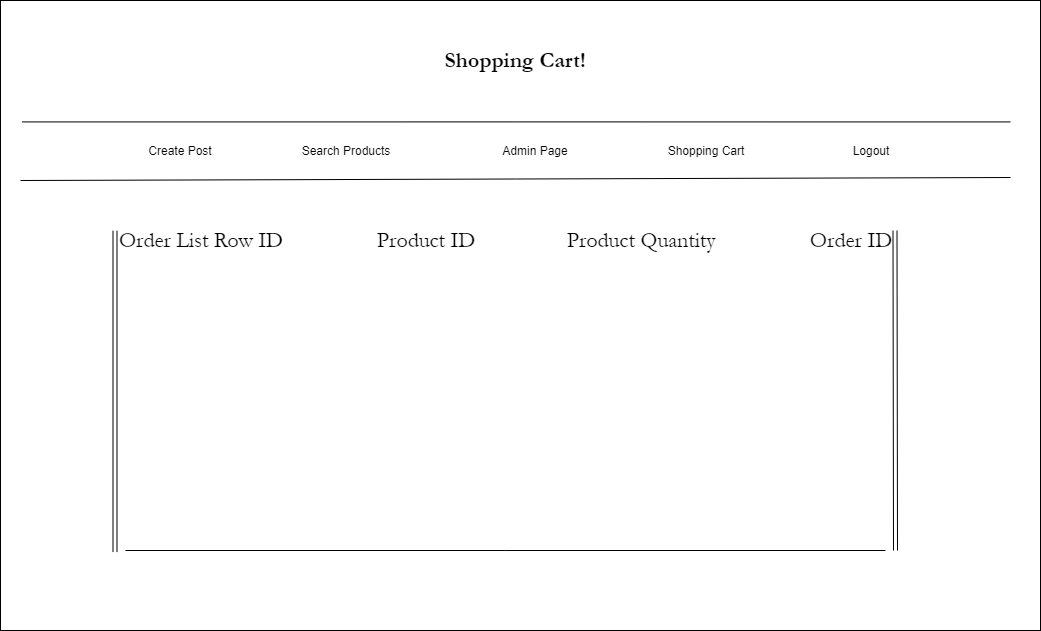 Shopping Cart!
Create Post Search Products Admin Page Shopping Cart Logout
Order List Row ID Product ID Product Quantity Order ID